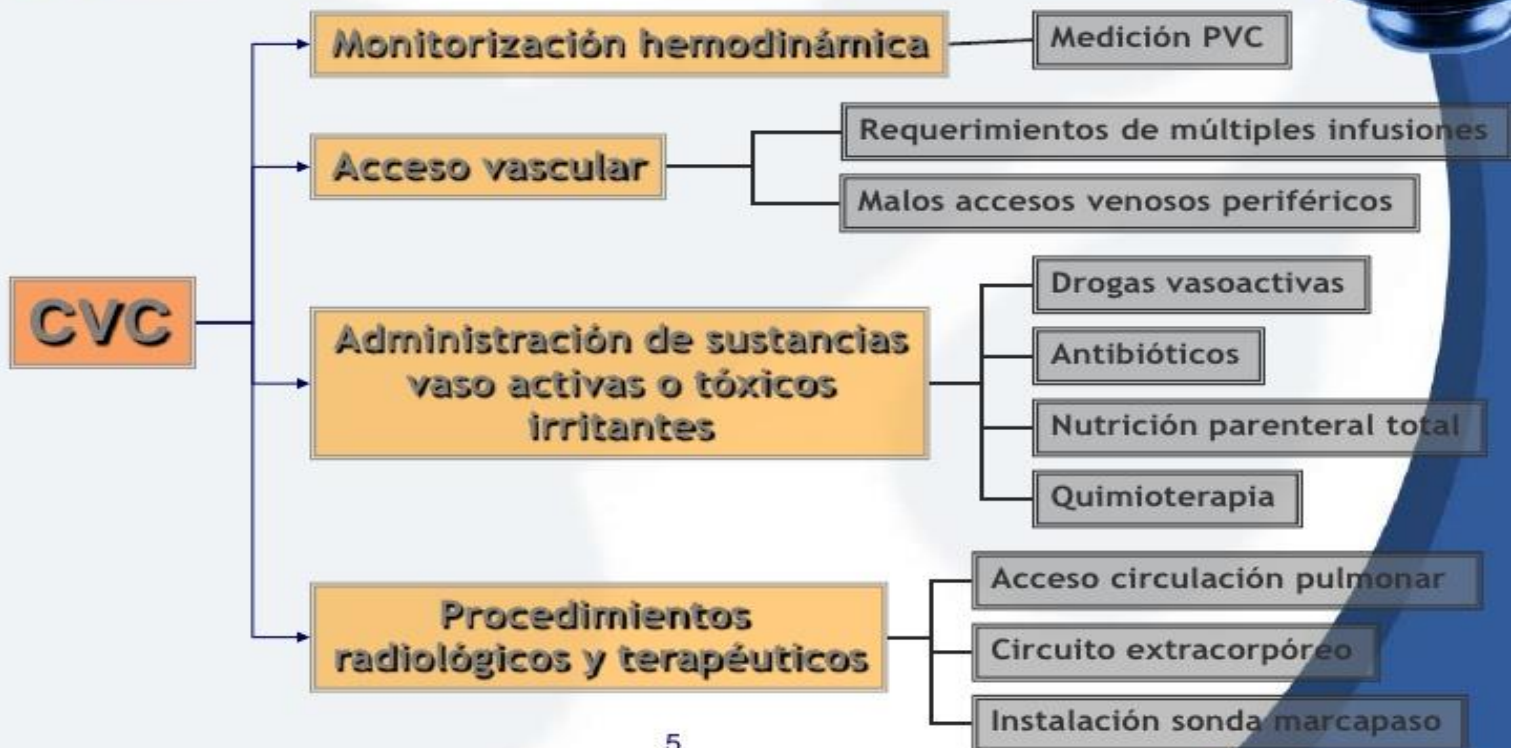 CVC
Monitorización hemodinámica
Medición PVC
Acceso vascular
Requerimientos de múltiples infusiones
Malos accesos venosos periféricos
Administración de sustancias
vaso activas o tóxicos
irritantes
Drogas vasoactivas
Antibióticos
Nutrición parenteral total
Quimioterapia
Procedimientos
radiológicos y terapéuticos
Acceso circulación pulmonar
Circuito extracorpóreo
Instalación sonda marcapaso
5